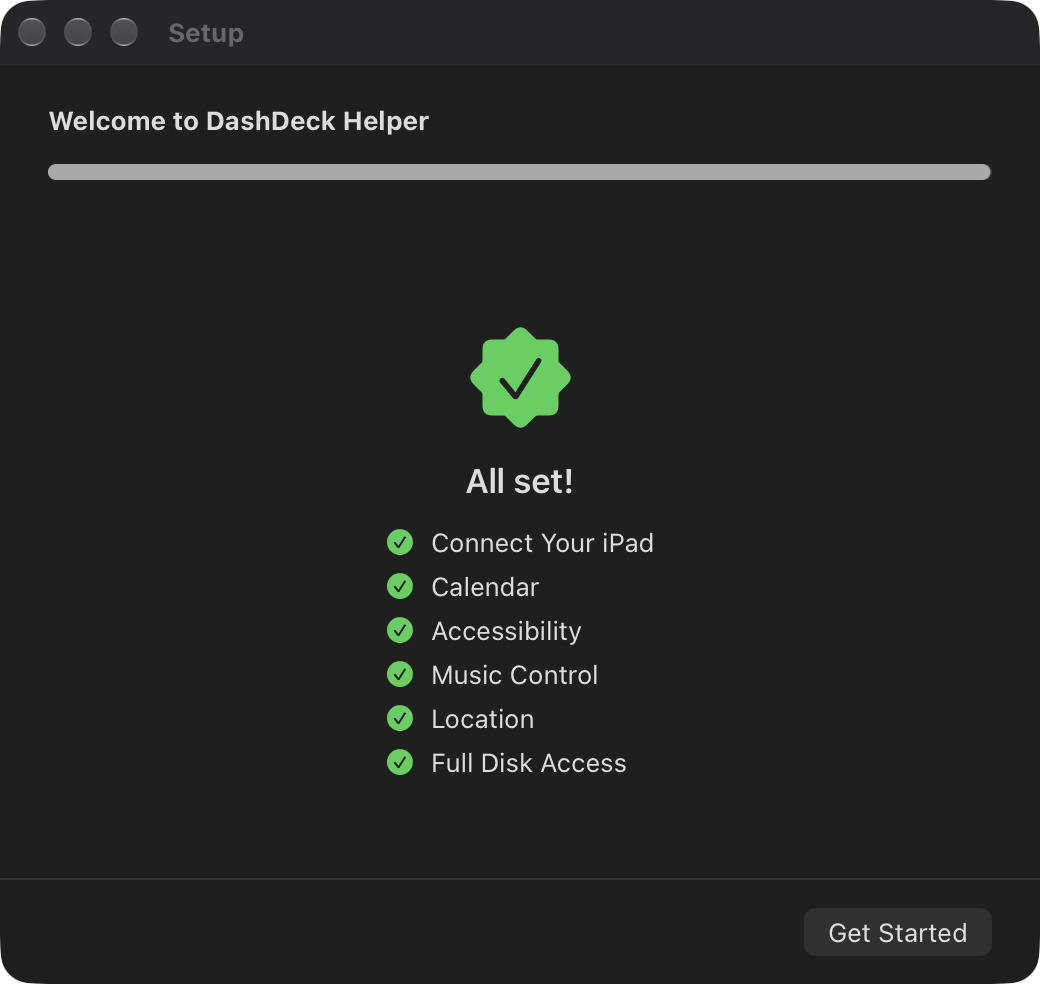 Setup
Welcome to DashDeck Helper
All set!
Connect Your iPad
Calendar
Accessibility
Music Control
Location
Full Disk Access
Get Started